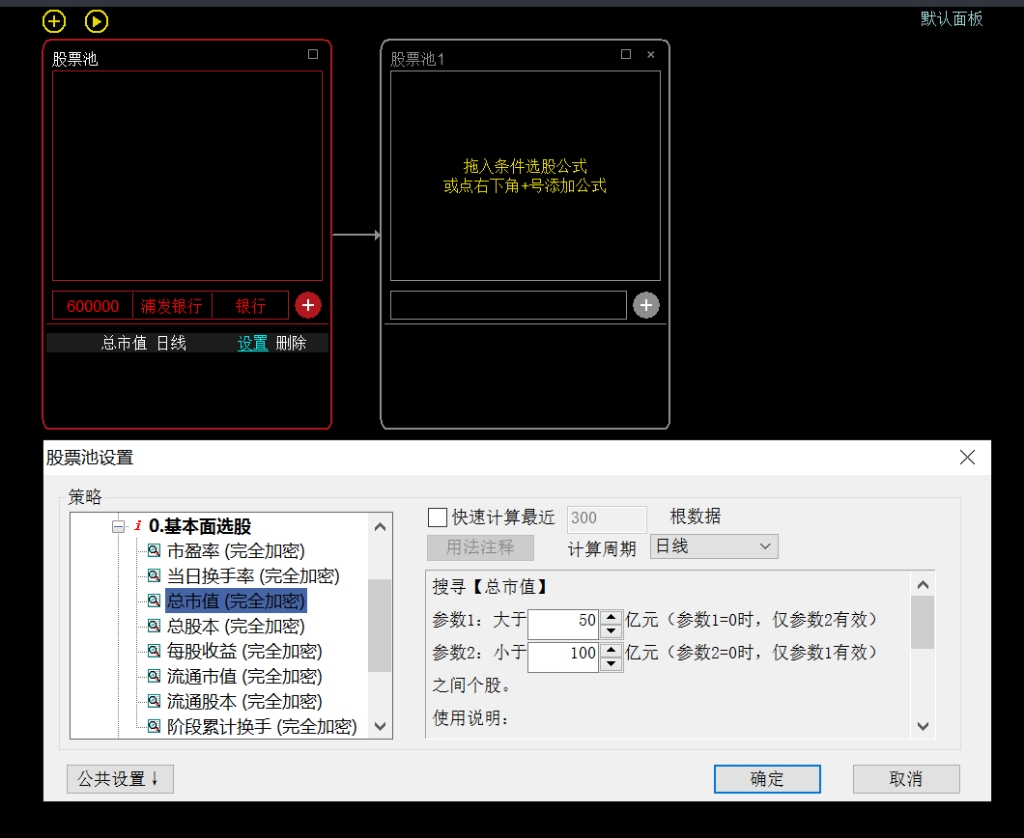 默认面板
股票池
股票池1
拖入条件选股公式
或点右下角+号添加公式
600000 浦发银行 银行
总市值 日线 设置 删除
股票池设置
策略
0.基本面选股
市盈率 (完全加密)
当日换手率 (完全加密)
总市值 (完全加密)
总股本 (完全加密)
每股收益 (完全加密)
流通市值 (完全加密)
流通股本 (完全加密)
阶段累计换手 (完全加密)
快速计算最近 300 根数据
用法注释 计算周期 日线
搜寻【总市值】
参数1: 大于 50 亿元（参数1=0时，仅参数2有效）
参数2: 小于 100 亿元（参数2=0时，仅参数1有效）
之间个股。
使用说明:
公共设置↓
确定
取消